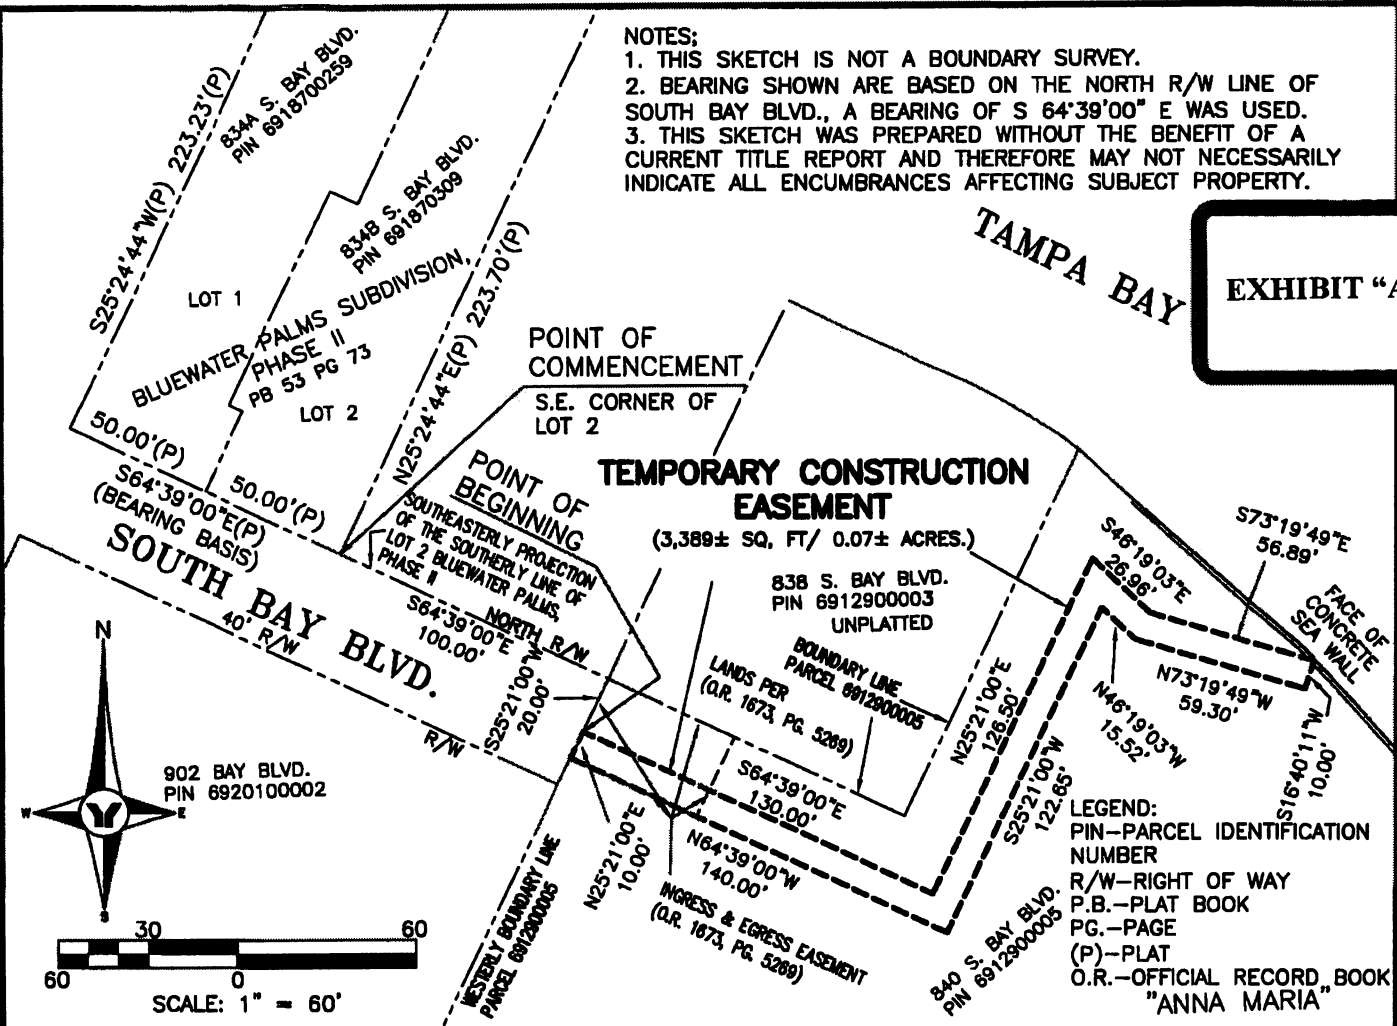 NOTES;
1. THIS SKETCH IS NOT A BOUNDARY SURVEY.
2. BEARING SHOWN ARE BASED ON THE NORTH R/W LINE OF
SOUTH BAY BLVD., A BEARING OF S 64°39'00" E WAS USED.
3. THIS SKETCH WAS PREPARED WITHOUT THE BENEFIT OF A
CURRENT TITLE REPORT AND THEREFORE MAY NOT NECESSARILY
INDICATE ALL ENCUMBRANCES AFFECTING SUBJECT PROPERTY.
834A S. BAY BLVD.
PIN 6918700259
S25°24'44"W(P) 223.23'(P)
834B S. BAY BLVD.
PIN 691870309
N25°24'44"E(P) 223.70'(P)
TAMPA BAY
EXHIBIT "A
LOT 1
BLUEWATER PALMS SUBDIVISION,
PHASE II
PB 53 PG 73
LOT 2
POINT OF
COMMENCEMENT
S.E. CORNER OF
LOT 2
50.00'(P)
S64°39'00"E(P)
(BEARING BASIS)
50.00'(P)
POINT OF
BEGINNING
SOUTHEASTERLY PROJECTION
OF THE SOUTHERLY LINE OF
LOT 2 BLUEWATER PALMS,
PHASE II
TEMPORARY CONSTRUCTION
EASEMENT
(3,389± SQ, FT/ 0.07± ACRES.)
838 S. BAY BLVD.
PIN 6912900003
UNPLATTED
S46°19'03"E
26.96'
S73°19'49"E
56.89'
FACE OF
CONCRETE
SEA WALL
SOUTH BAY BLVD.
40' R/W
S64°39'00"E
100.00'
NORTH R/W
R/W
S25°21'00"W
20.00'
LANDS PER
(O.R. 1673, PG. 5269)
BOUNDARY LINE
PARCEL 6912900005
N25°21'00"E
126.50'
N46°19'03"W
15.52'
N73°19'49"W
59.30'
S16°40'11"W
10.00'
N
W
E
S
902 BAY BLVD.
PIN 6920100002
S64°39'00"E
130.00'
S25°21'00"W
122.65'
N25°21'00"E
10.00'
N64°39'00"W
140.00'
INGRESS & EGRESS EASEMENT
(O.R. 1673, PG. 5269)
WESTERLY BOUNDARY LINE
PARCEL 6912900005
840 S. BAY BLVD.
PIN 6912900005
LEGEND:
PIN-PARCEL IDENTIFICATION
NUMBER
R/W-RIGHT OF WAY
P.B.-PLAT BOOK
PG.-PAGE
(P)-PLAT
O.R.-OFFICIAL RECORD BOOK
"ANNA MARIA"
30
60
60
0
SCALE: 1" = 60'